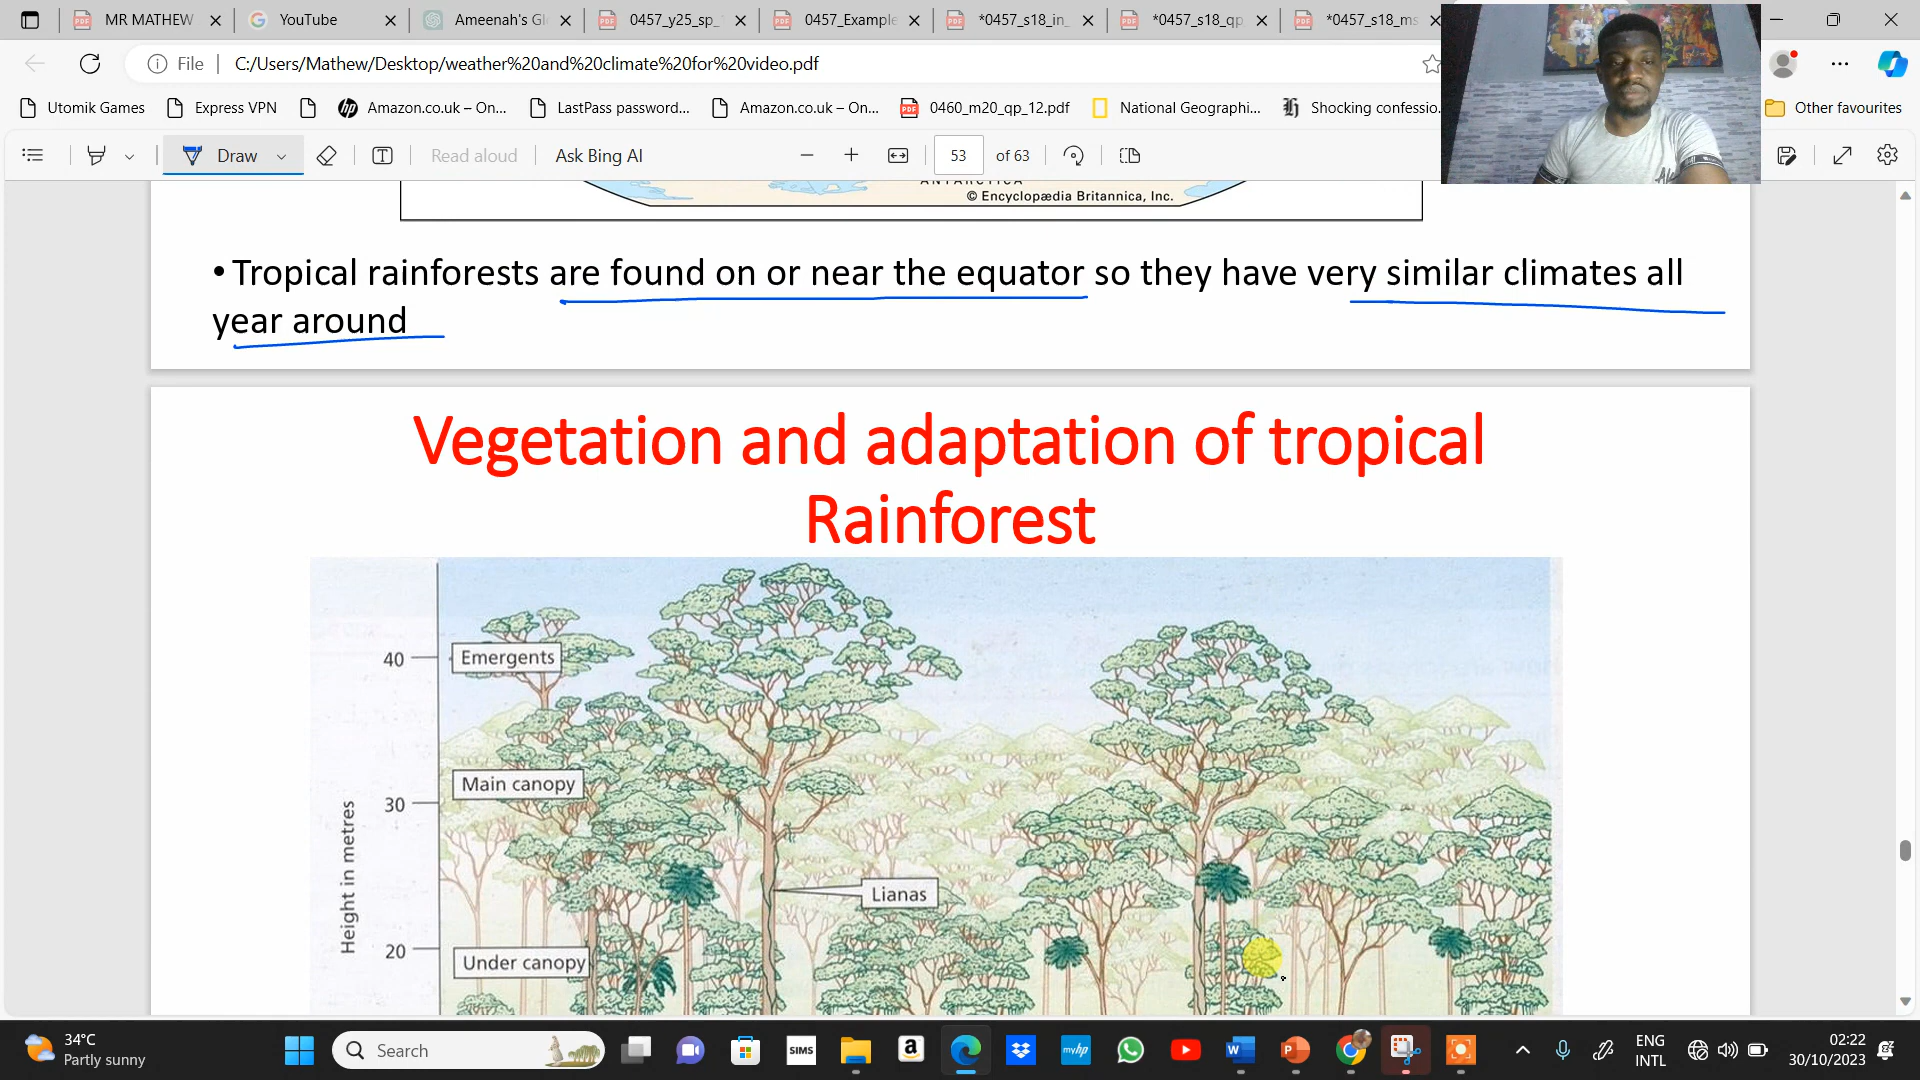 MR MATHEW
YouTube
Ameenah's Gl
0457_y25_sp_
0457_Example
*0457_s18_in_
*0457_s18_qp
*0457_s18_ms
File
C:/Users/Mathew/Desktop/weather%20and%20climate%20for%20video.pdf
Utomik Games
Express VPN
Amazon.co.uk – On...
LastPass password...
Amazon.co.uk – On...
0460_m20_qp_12.pdf
National Geographi...
Shocking confessio...
Other favourites
Draw
Read aloud
Ask Bing AI
53
of 63
ANTARCTICA
© Encyclopædia Britannica, Inc.
• Tropical rainforests are found on or near the equator so they have very similar climates all
year around
Vegetation and adaptation of tropical
Rainforest
Height in metres
40
Emergents
30
Main canopy
Lianas
20
Under canopy
34°C
Partly sunny
Search
SIMS
myhp
ENG
INTL
02:22
30/10/2023